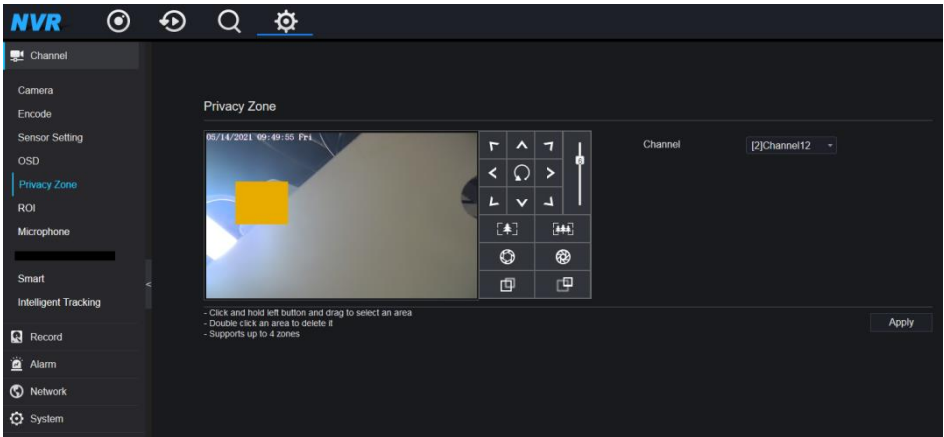 NVR
Channel
Camera
Encode
Sensor Setting
OSD
Privacy Zone
ROI
Microphone
Smart
Intelligent Tracking
Record
Alarm
Network
System
Privacy Zone
05/14/2021 09:49:55 Fri
Channel
[2]Channel12
- Click and hold left button and drag to select an area
- Double click an area to delete it
- Supports up to 4 zones
Apply